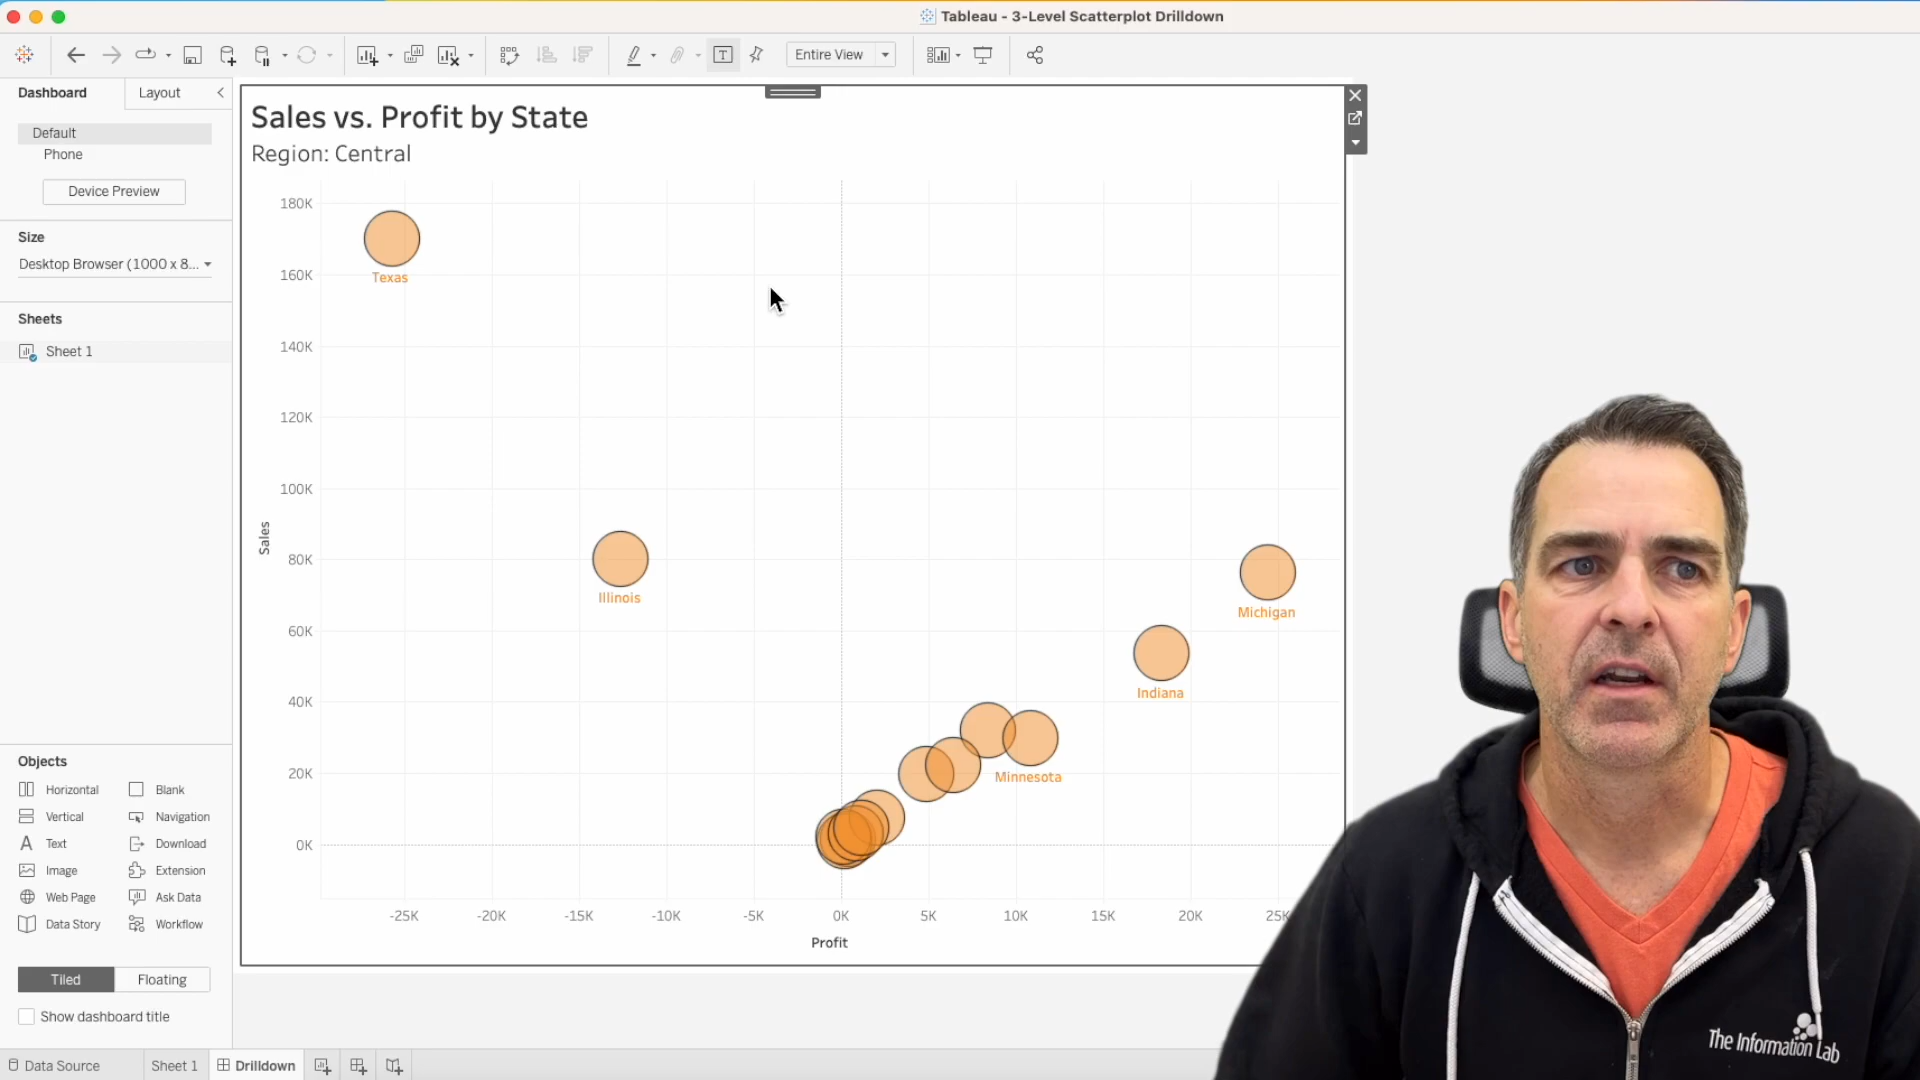 Tableau - 3-Level Scatterplot Drilldown
Entire View
Dashboard
Layout
Default
Phone
Device Preview
Size
Desktop Browser (1000 x 8...
Sheets
Sheet 1
Objects
Horizontal
Blank
Vertical
Navigation
Text
Download
Image
Extension
Web Page
Ask Data
Data Story
Workflow
Tiled
Floating
Show dashboard title
Sales vs. Profit by State
Region: Central
180K
160K
140K
120K
100K
80K
60K
40K
20K
0K
Sales
Texas
Illinois
Michigan
Indiana
Minnesota
-25K
-20K
-15K
-10K
-5K
0K
5K
10K
15K
20K
25K
Profit
The Information Lab
Data Source
Sheet 1
Drilldown